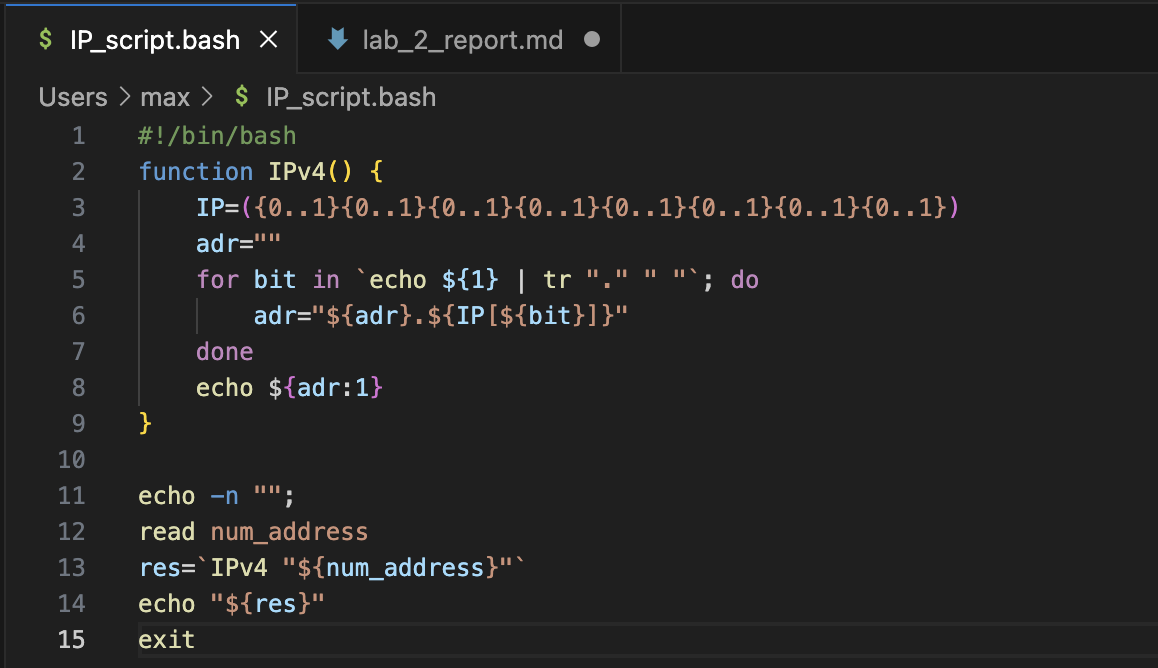 $ IP_script.bash × lab_2_report.md ●
Users > max > $ IP_script.bash
1 #!/bin/bash
2 function IPv4() {
3 IP=({0..1}{0..1}{0..1}{0..1}{0..1}{0..1}{0..1}{0..1})
4 adr=""
5 for bit in `echo ${1} | tr "." " "`; do
6 adr="${adr}.${IP[${bit}]}"
7 done
8 echo ${adr:1}
9 }
10
11 echo -n "";
12 read num_address
13 res=`IPv4 "${num_address}"`
14 echo "${res}"
15 exit